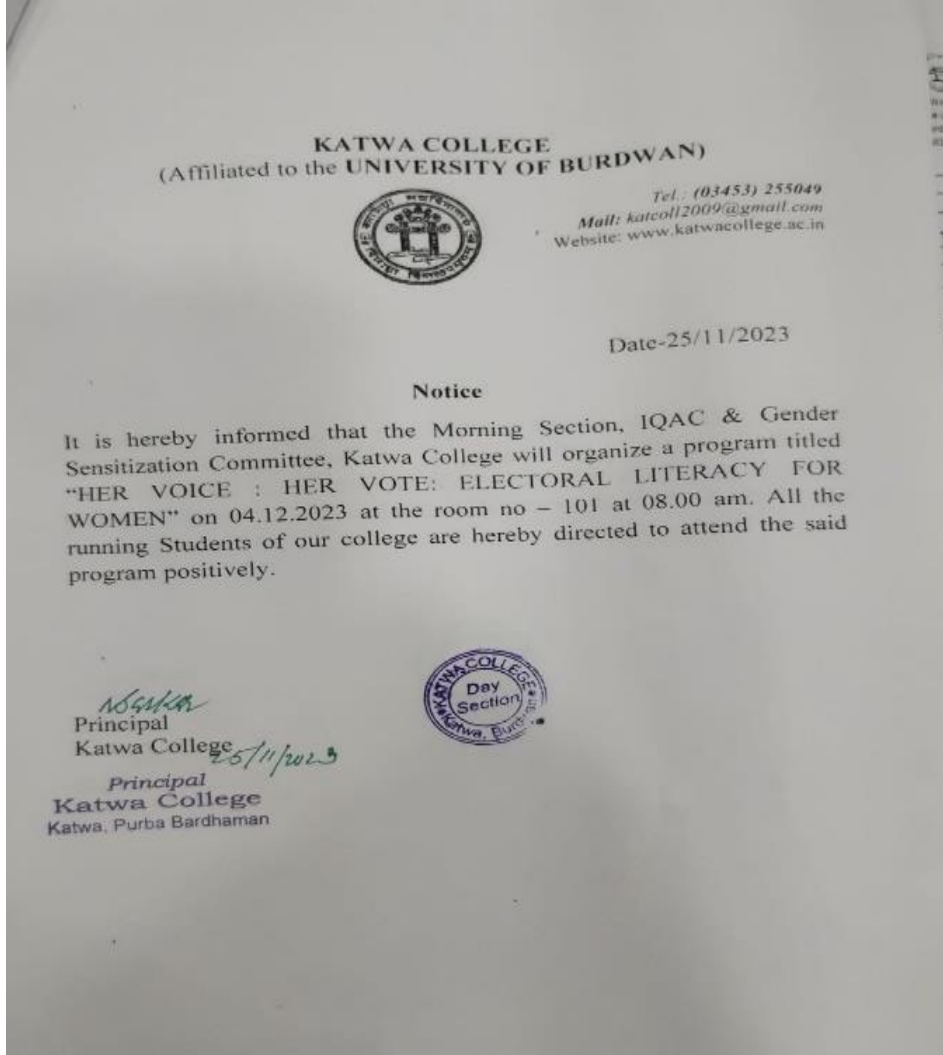 KATWA COLLEGE
(Affiliated to the UNIVERSITY OF BURDWAN)
Tel.: (03453) 255049
Mail: katcoll2009@gmail.com
Website: www.katwacollege.ac.in
Date-25/11/2023
Notice
It is hereby informed that the Morning Section, IQAC & Gender
Sensitization Committee, Katwa College will organize a program titled
“HER VOICE : HER VOTE: ELECTORAL LITERACY FOR
WOMEN” on 04.12.2023 at the room no – 101 at 08.00 am. All the
running Students of our college are hereby directed to attend the said
program positively.
KATWA COLLEGE
Day
Section
Katwa, Burdwan
Principal
Katwa College
25/11/2023
Principal
Katwa College
Katwa, Purba Bardhaman